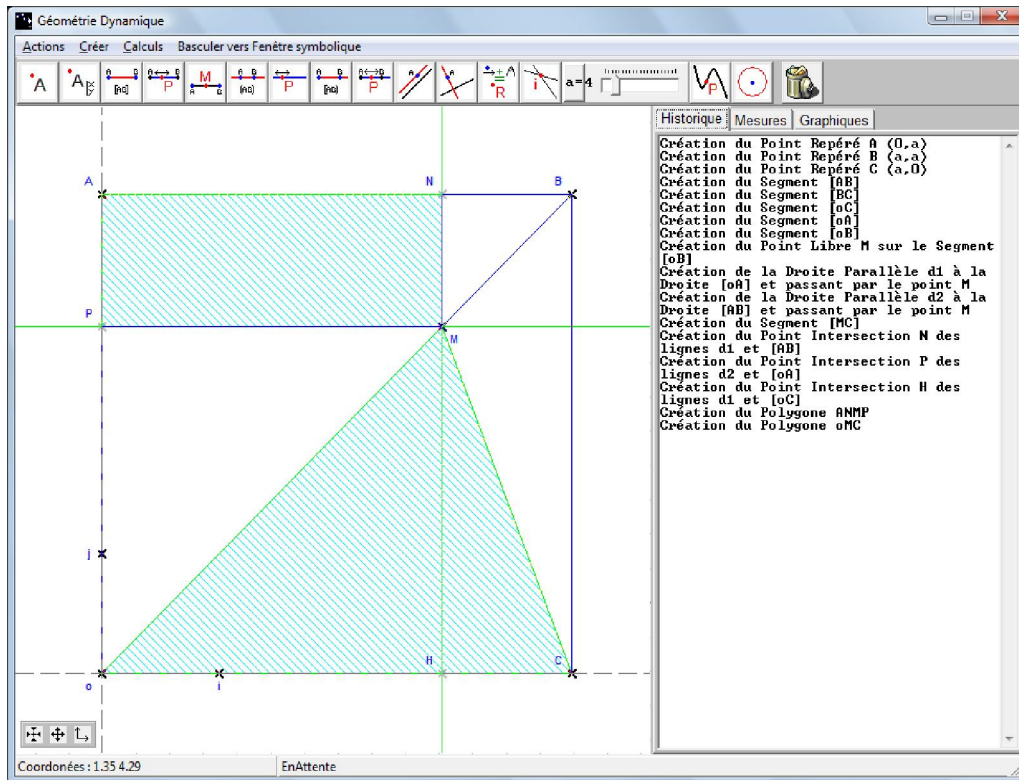 Géométrie Dynamique
Actions Créer Calculs Basculer vers Fenêtre symbolique
a=4
Historique Mesures Graphiques
Création du Point Repéré A (0,a)
Création du Point Repéré B (a,a)
Création du Point Repéré C (a,0)
Création du Segment [AB]
Création du Segment [BC]
Création du Segment [oC]
Création du Segment [oA]
Création du Segment [oB]
Création du Point Libre M sur le Segment
[oB]
Création de la Droite Parallèle d1 à la
Droite [oA] et passant par le point M
Création de la Droite Parallèle d2 à la
Droite [AB] et passant par le point M
Création du Segment [MC]
Création du Point Intersection N des
lignes d1 et [AB]
Création du Point Intersection P des
lignes d2 et [oA]
Création du Point Intersection H des
lignes d1 et [oC]
Création du Polygone ANMP
Création du Polygone oMC
A N B
P
M
j
H C
o i
Coordonées : 1.35 4.29 EnAttente